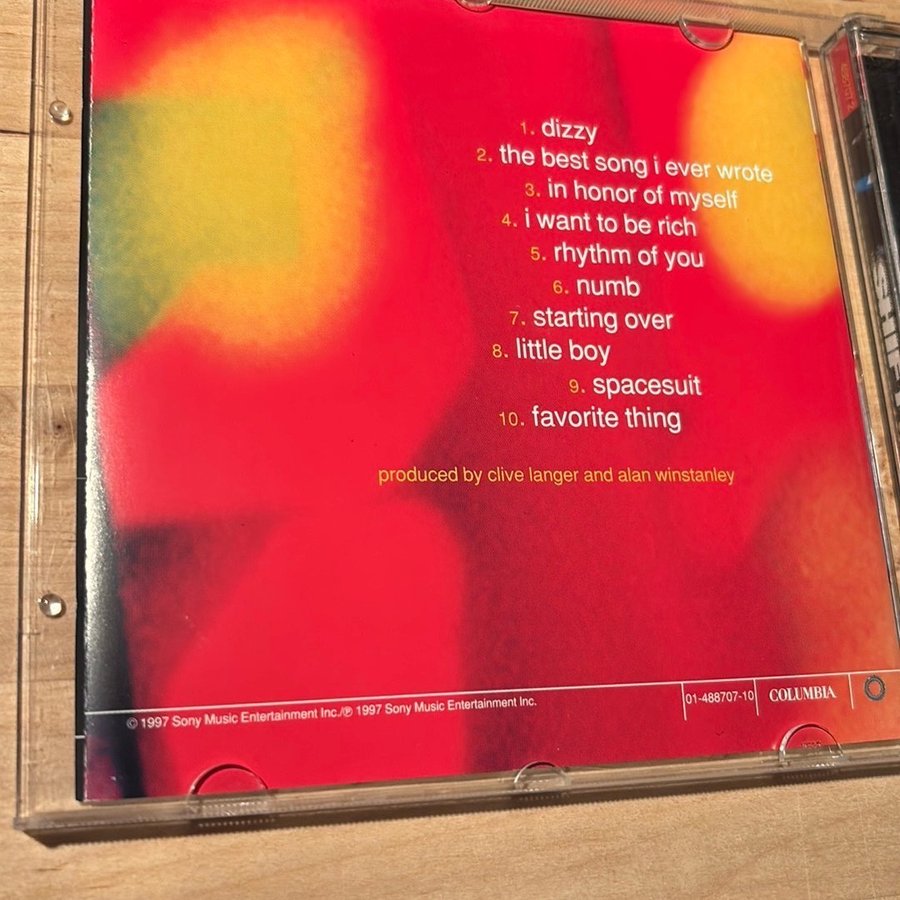 1. dizzy
2. the best song i ever wrote
3. in honor of myself
4. i want to be rich
5. rhythm of you
6. numb
7. starting over
8. little boy
9. spacesuit
10. favorite thing
produced by clive langer and alan winstanley
© 1997 Sony Music Entertainment Inc./℗ 1997 Sony Music Entertainment Inc.
01-488707-10
COLUMBIA